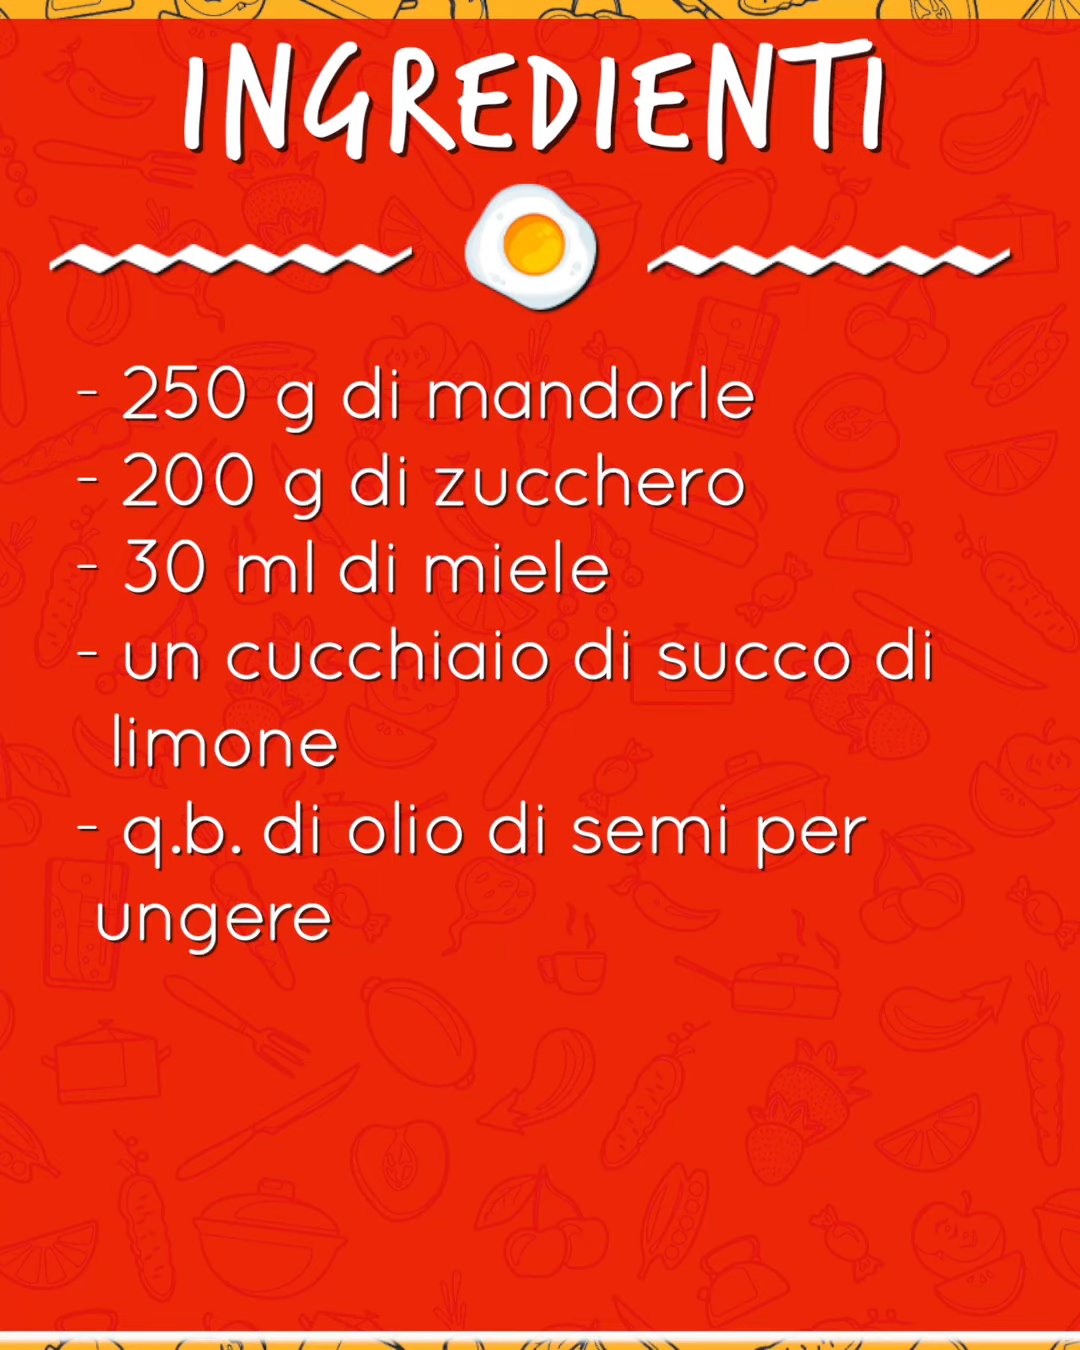 INGREDIENTI
- 250 g di mandorle
- 200 g di zucchero
- 30 ml di miele
- un cucchiaio di succo di
limone
- q.b. di olio di semi per
ungere